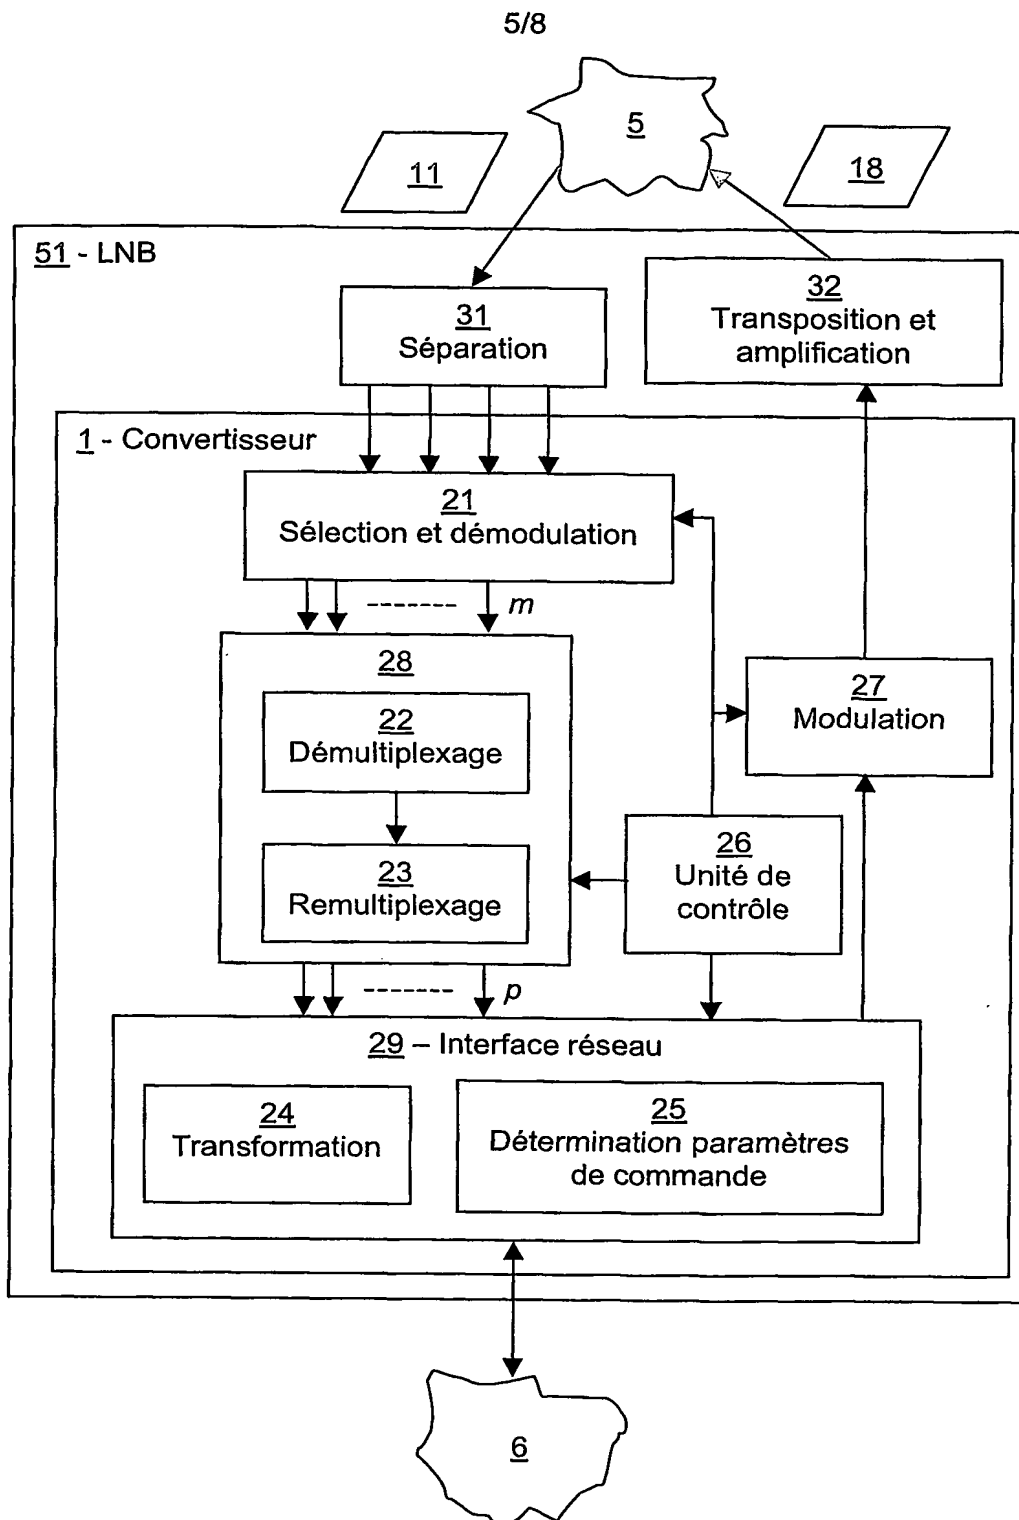 5/8
5
11
18
51 - LNB
31
Séparation
32
Transposition et
amplification
1 - Convertisseur
21
Sélection et démodulation
-------- m
28
22
Démultiplexage
27
Modulation
23
Remultiplexage
26
Unité de
contrôle
-------- p
29 – Interface réseau
24
Transformation
25
Détermination paramètres
de commande
6